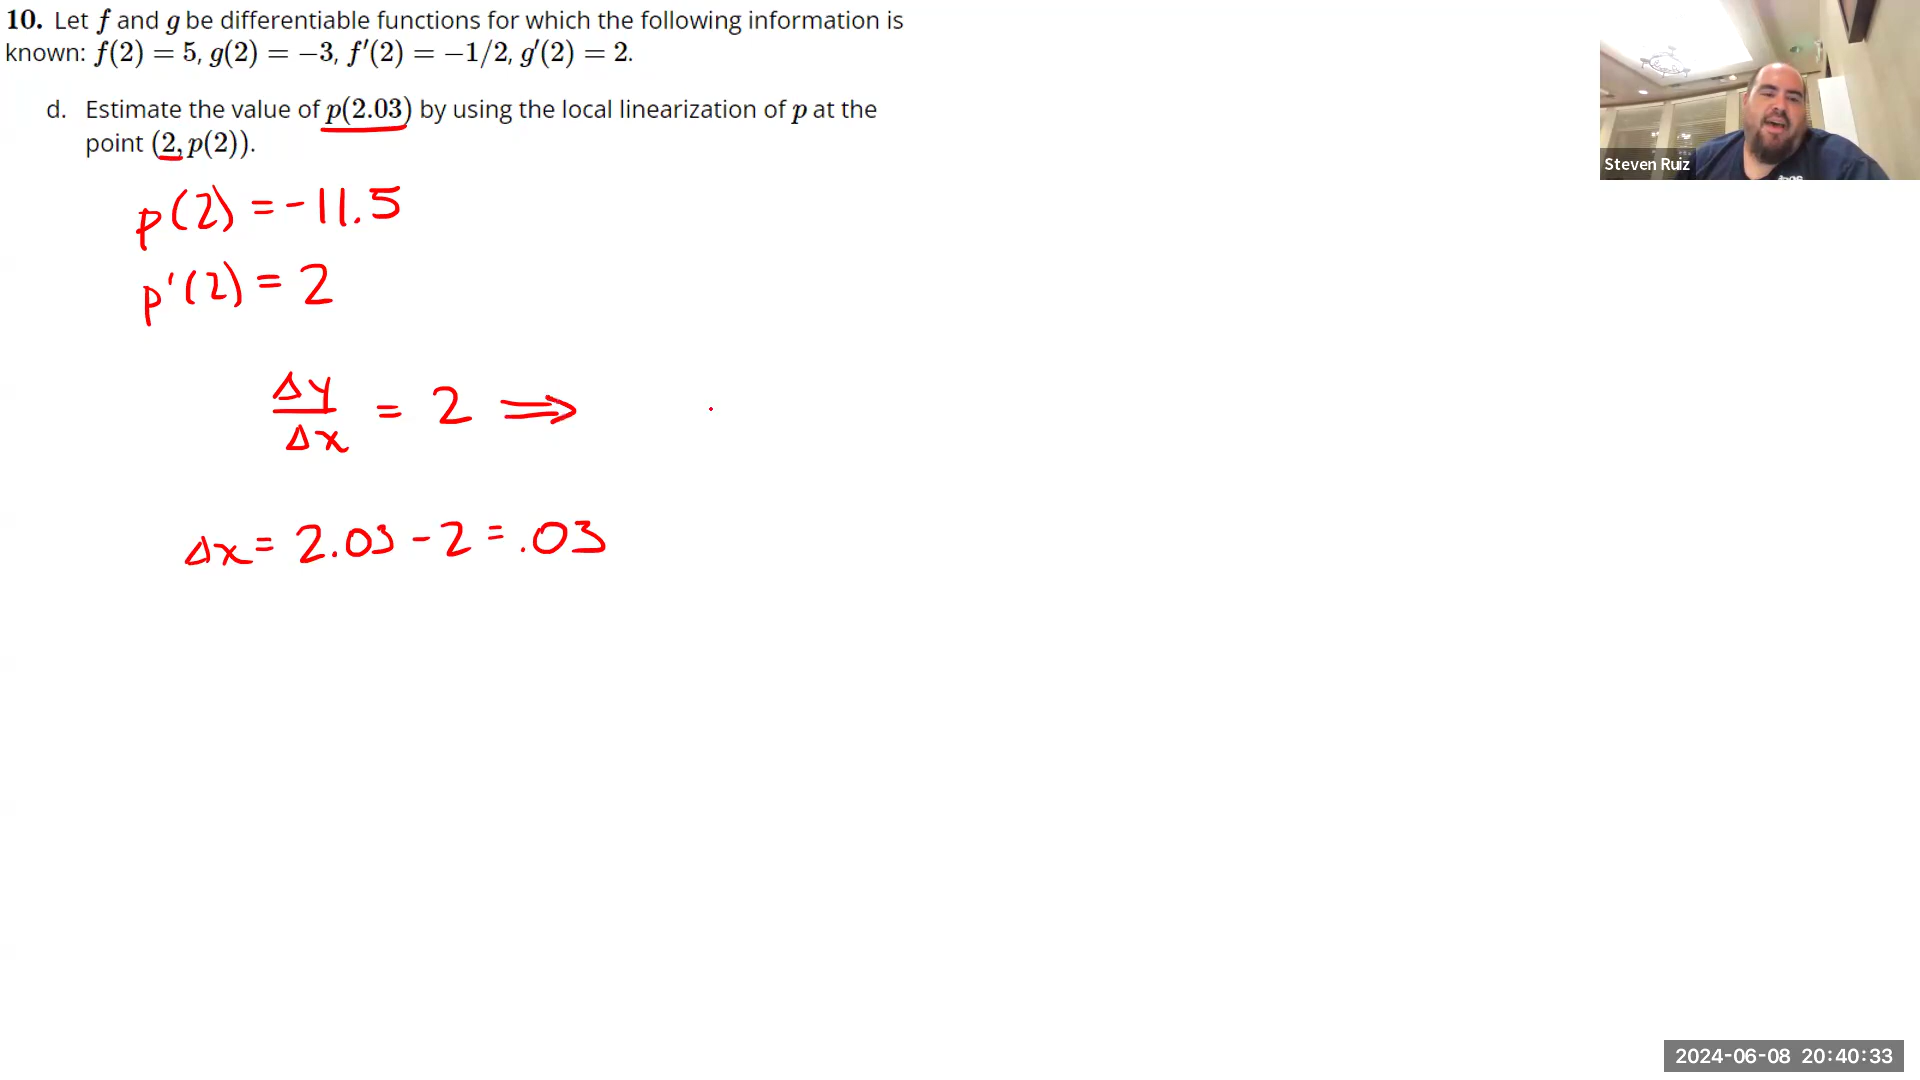 10. Let f and g be differentiable functions for which the following information is
known: f(2) = 5, g(2) = −3, f′(2) = −1/2, g′(2) = 2.
d. Estimate the value of p(2.03) by using the local linearization of p at the
point (2, p(2)).
p(2) = -11.5
p'(2) = 2
Δy/Δx = 2 ⟹
Δx = 2.03 - 2 = .03
Steven Ruiz
2024-06-08 20:40:33